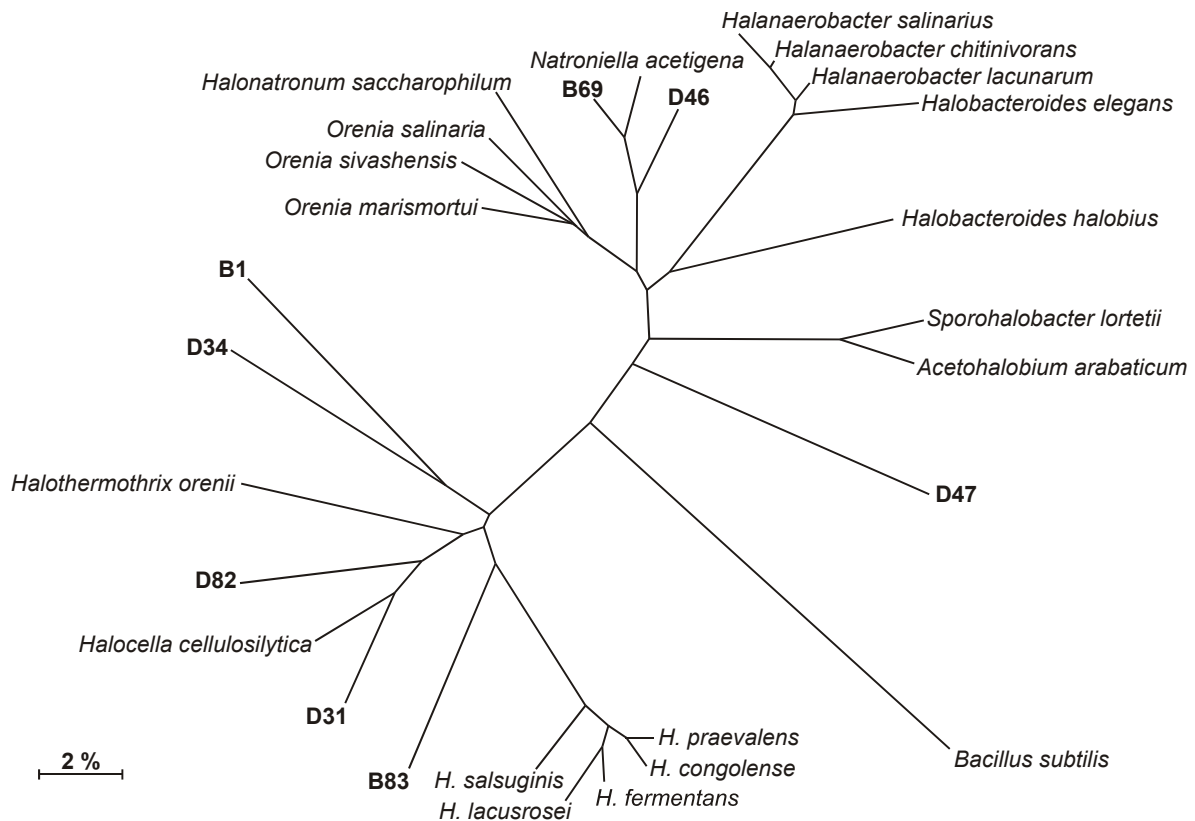 Halanaerobacter salinarius
Halanaerobacter chitinivorans
Natroniella acetigena
Halanaerobacter lacunarum
Halonatronum saccharophilum
B69
D46
Halobacteroides elegans
Orenia salinaria
Orenia sivashensis
Orenia marismortui
Halobacteroides halobius
B1
Sporohalobacter lortetii
D34
Acetohalobium arabaticum
Halothermothrix orenii
D47
D82
Halocella cellulosilytica
D31
H. praevalens
2 %
Bacillus subtilis
H. congolense
B83
H. salsuginis
H. fermentans
H. lacusrosei